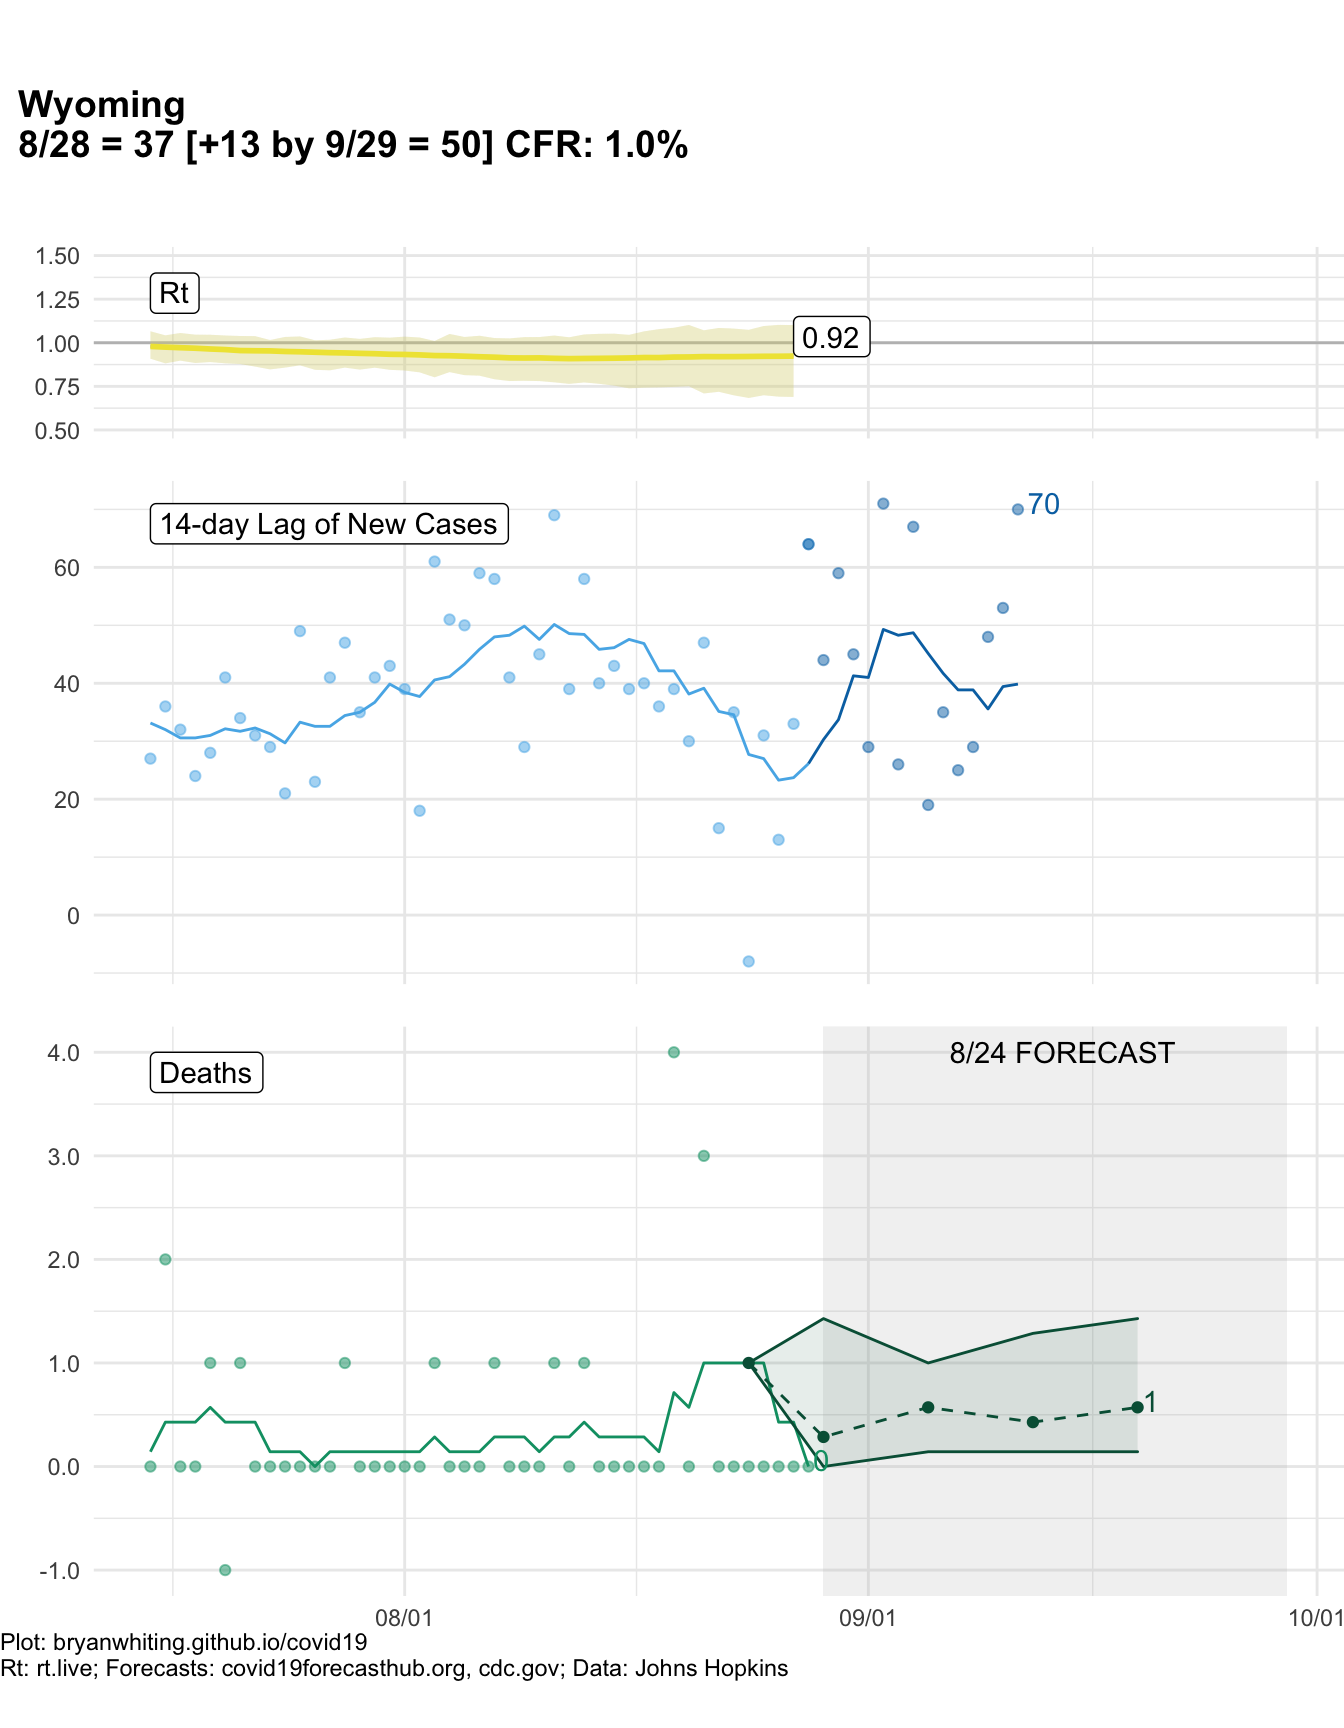 Wyoming
8/28 = 37 [+13 by 9/29 = 50] CFR: 1.0%
1.50
Rt
1.25
1.00
0.92
0.75
0.50
14-day Lag of New Cases
70
60
40
20
0
8/24 FORECAST
4.0
Deaths
3.0
2.0
1.0
1
0.0
0
-1.0
08/01
09/01
10/01
Plot: bryanwhiting.github.io/covid19
Rt: rt.live; Forecasts: covid19forecasthub.org, cdc.gov; Data: Johns Hopkins